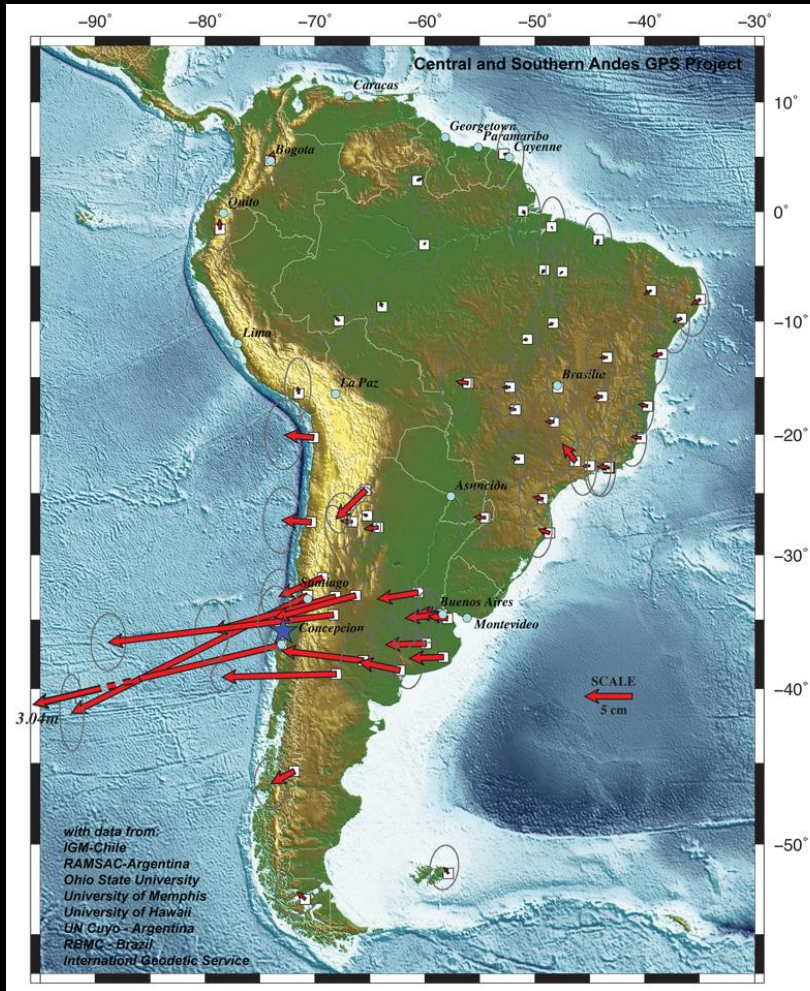 −90° −80° −70° −60° −50° −40° −30°
Central and Southern Andes GPS Project
Caracas
10°
Georgetown
Paramaribo
Cayenne
Bogota
Quito
0°
−10°
Lima
La Paz
Brasilia
−20°
Asunción
−30°
Santiago
Buenos Aires
Concepcion
Montevideo
SCALE
−40°
5 cm
3.04m
with data from:
IGM-Chile
RAMSAC-Argentina
−50°
Ohio State University
University of Memphis
University of Hawaii
UN Cuyo - Argentina
RBMC - Brazil
Internationl Geodetic Service